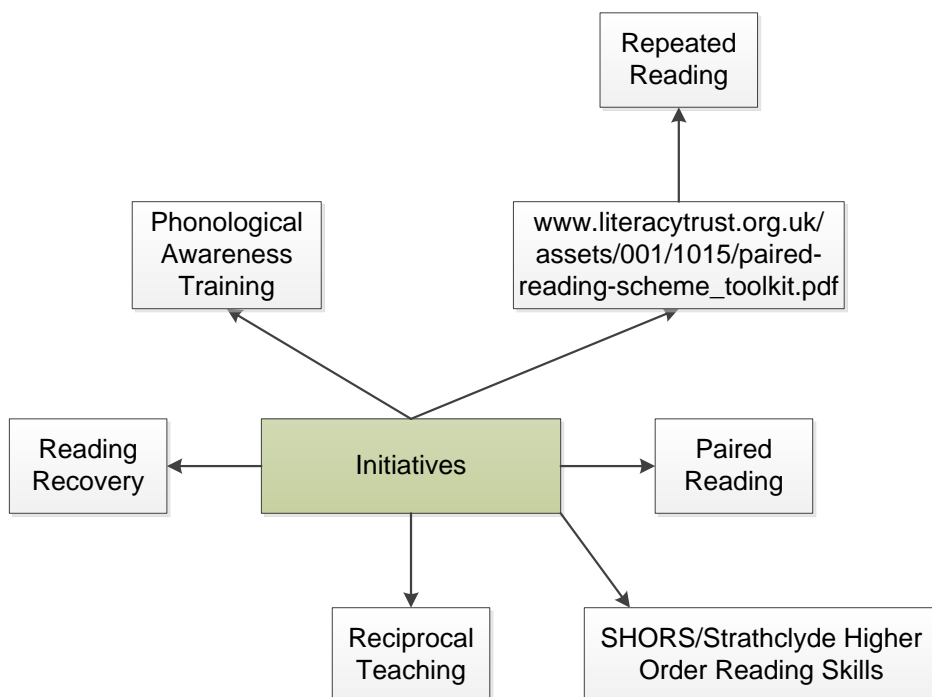 Repeated
Reading
Phonological
Awareness
Training
www.literacytrust.org.uk/
assets/001/1015/paired-
reading-scheme_toolkit.pdf
Reading
Recovery
Initiatives
Paired
Reading
Reciprocal
Teaching
SHORS/Strathclyde Higher
Order Reading Skills